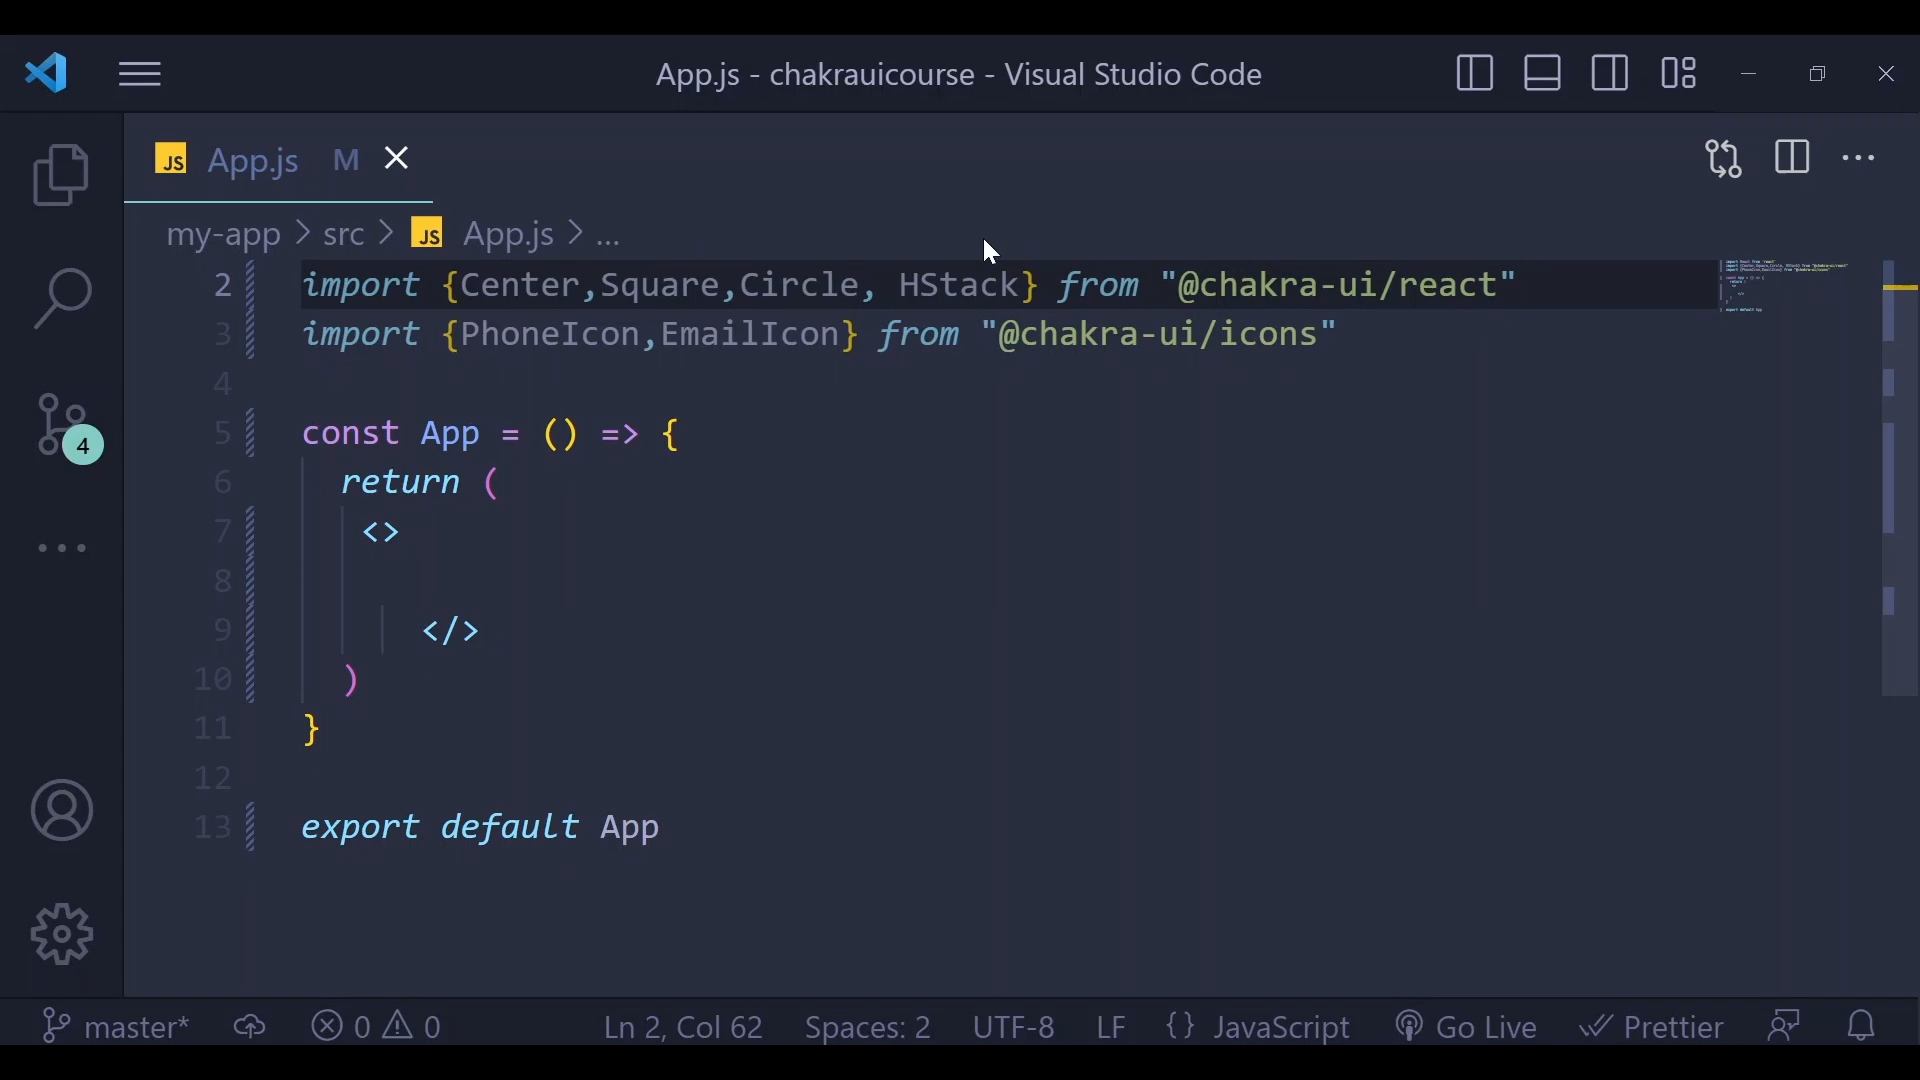 App.js - chakrauicourse - Visual Studio Code
JS App.js M
my-app > src > JS App.js > ...
2 import {Center,Square,Circle, HStack} from "@chakra-ui/react"
3 import {PhoneIcon,EmailIcon} from "@chakra-ui/icons"
4
5 const App = () => {
6 return (
7 <>
8
9 </>
10 )
11 }
12
13 export default App
4
master* 0 0 Ln 2, Col 62 Spaces: 2 UTF-8 LF {} JavaScript Go Live Prettier